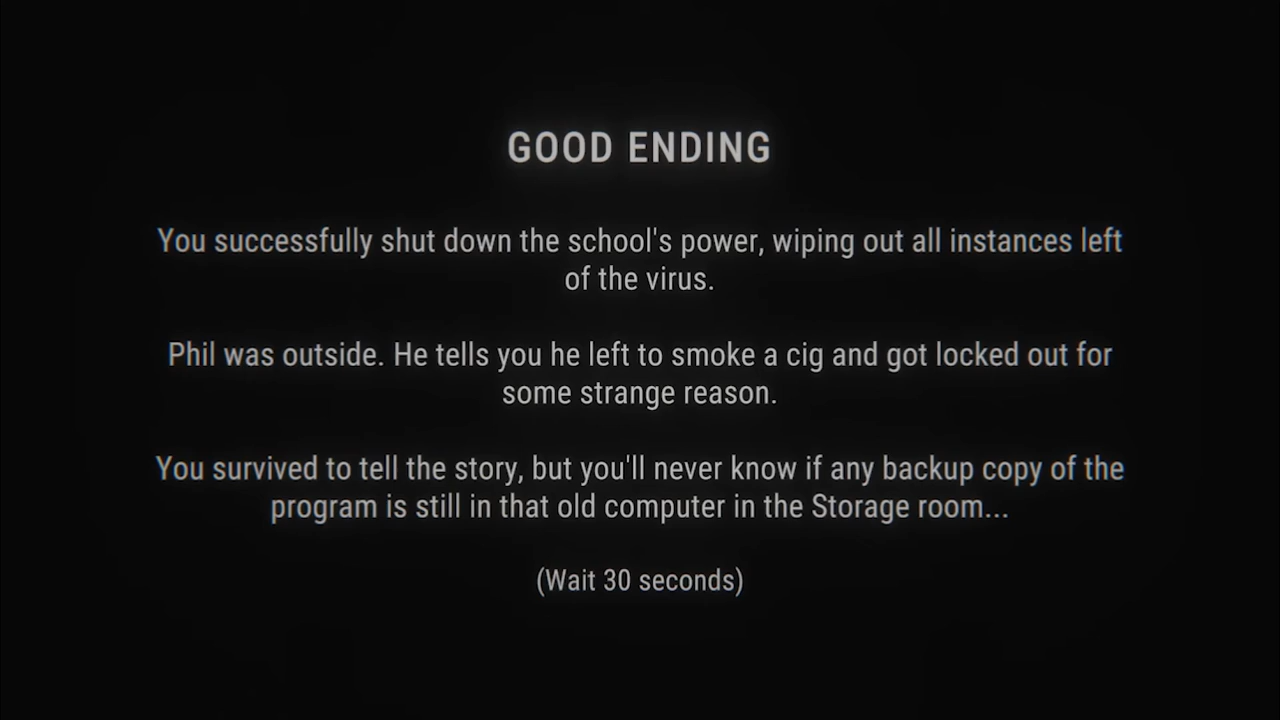 GOOD ENDING
You successfully shut down the school's power, wiping out all instances left
of the virus.
Phil was outside. He tells you he left to smoke a cig and got locked out for
some strange reason.
You survived to tell the story, but you'll never know if any backup copy of the
program is still in that old computer in the Storage room...
(Wait 30 seconds)